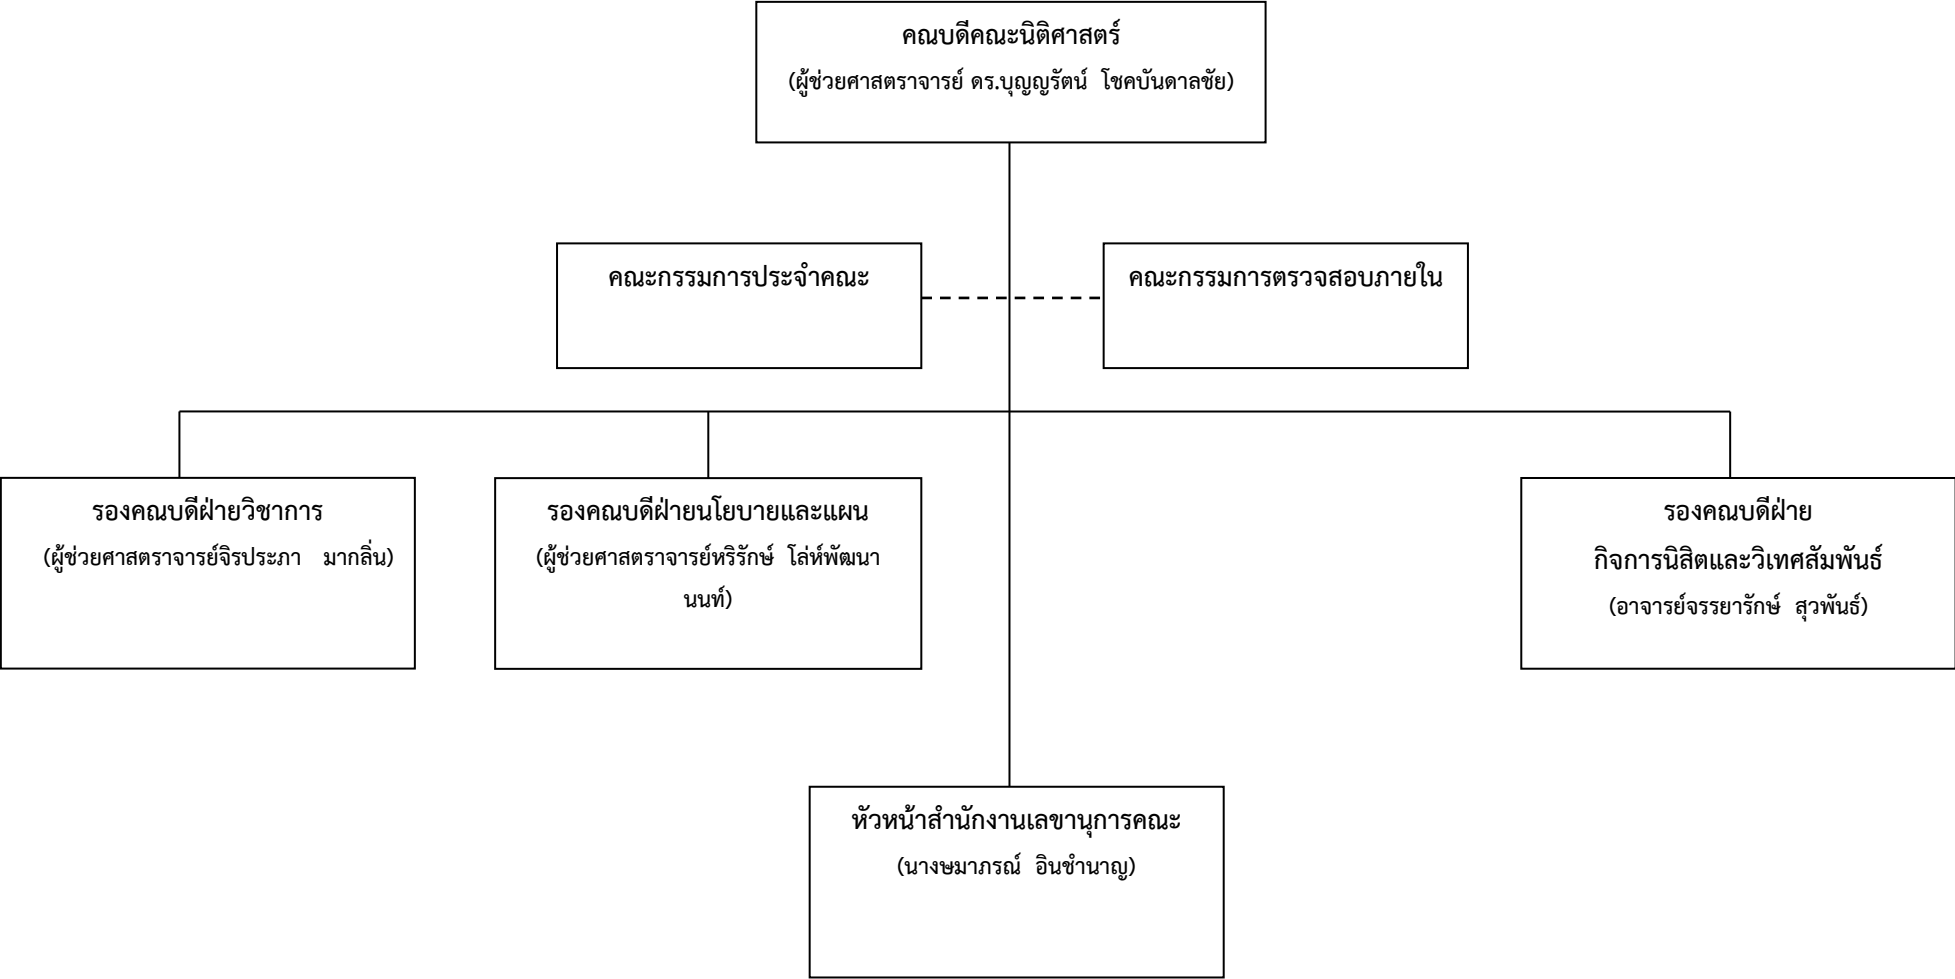 คณบดีคณะนิติศาสตร์
(ผู้ช่วยศาสตราจารย์ ดร.บุญญรัตน์ โชคบันดาลชัย)
คณะกรรมการประจำคณะ
คณะกรรมการตรวจสอบภายใน
รองคณบดีฝ่ายวิชาการ
(ผู้ช่วยศาสตราจารย์จิรประภา มากลิ่น)
รองคณบดีฝ่ายนโยบายและแผน
(ผู้ช่วยศาสตราจารย์หริรักษ์ โล่ห์พัฒนา
นนท์)
รองคณบดีฝ่าย
กิจการนิสิตและวิเทศสัมพันธ์
(อาจารย์จรรยารักษ์ สุวพันธ์)
หัวหน้าสำนักงานเลขานุการคณะ
(นางษมาภรณ์ อินชำนาญ)